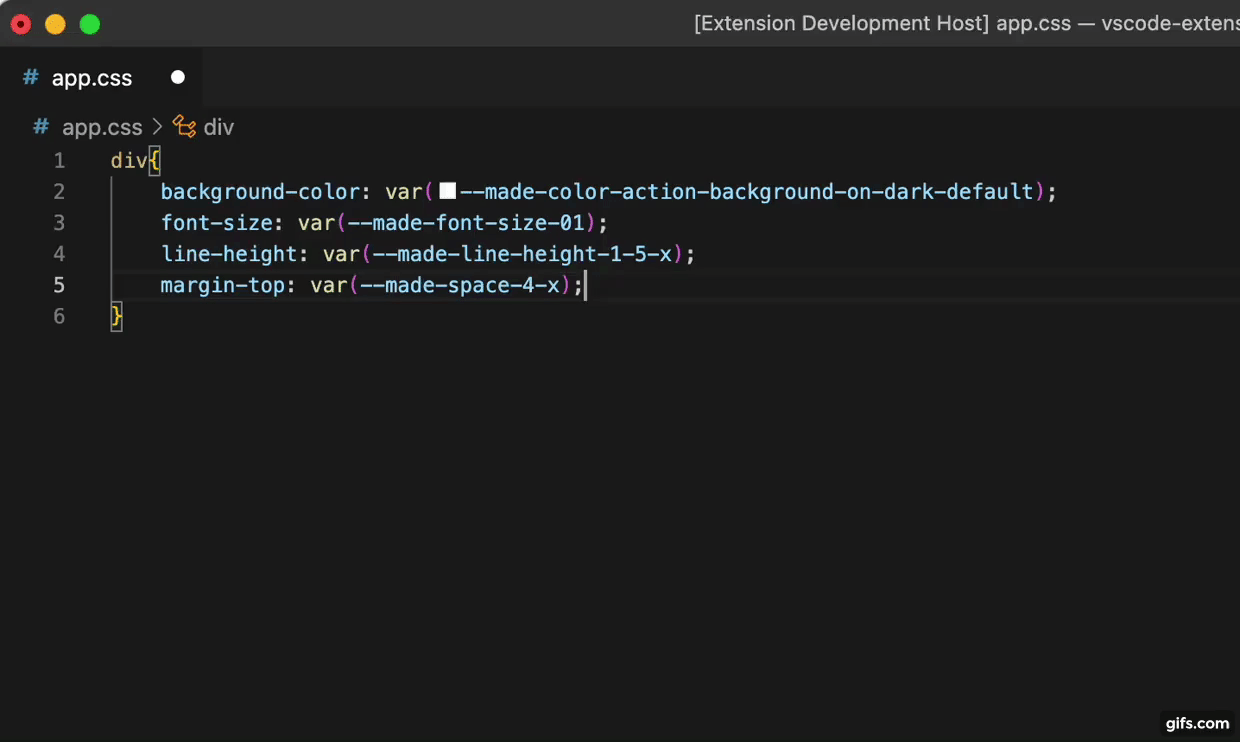 [Extension Development Host] app.css — vscode-extens
# app.css
# app.css > div
1 div{
2 background-color: var(--made-color-action-background-on-dark-default);
3 font-size: var(--made-font-size-01);
4 line-height: var(--made-line-height-1-5-x);
5 margin-top: var(--made-space-4-x);
6 }
gifs.com